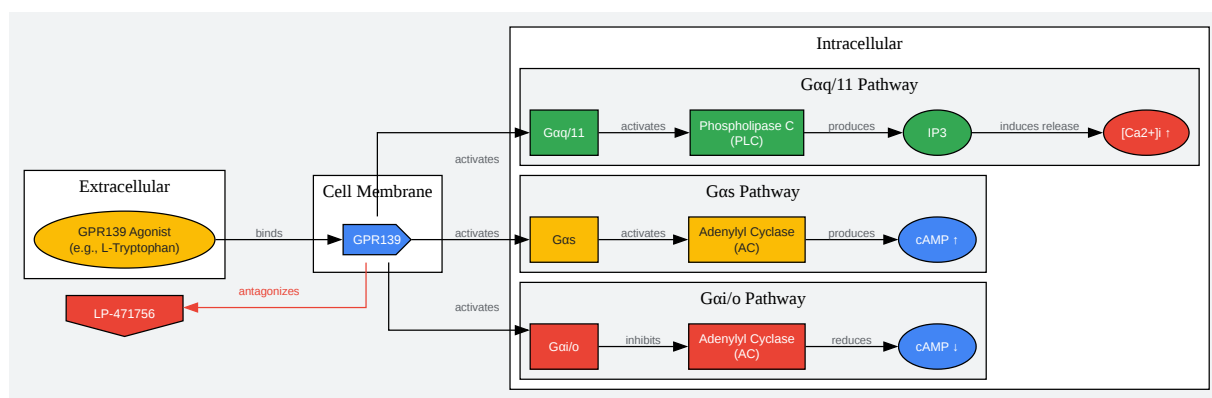 Intracellular
Gαq/11 Pathway
Gαq/11
activates
Phospholipase C
(PLC)
produces
IP3
induces release
[Ca2+]i ↑
activates
Extracellular
GPR139 Agonist
(e.g., L-Tryptophan)
binds
Cell Membrane
GPR139
activates
Gαs Pathway
Gαs
activates
Adenylyl Cyclase
(AC)
produces
cAMP ↑
antagonizes
LP-471756
activates
Gαi/o Pathway
Gαi/o
inhibits
Adenylyl Cyclase
(AC)
reduces
cAMP ↓